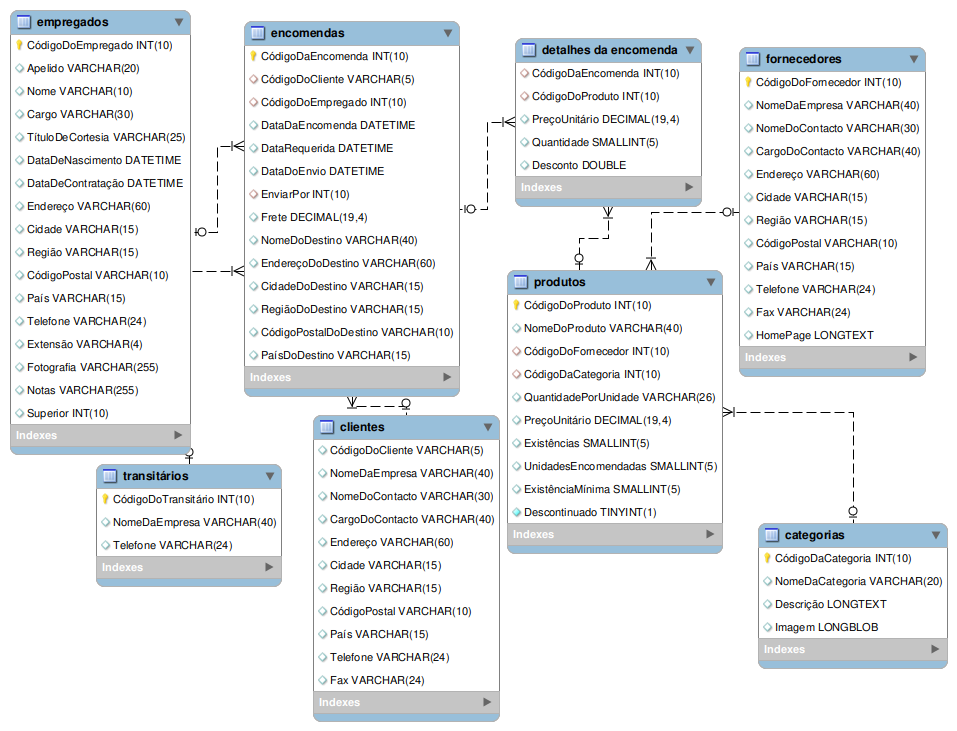 empregados
CódigoDoEmpregado INT(10)
Apelido VARCHAR(20)
Nome VARCHAR(10)
Cargo VARCHAR(30)
TítuloDeCortesia VARCHAR(25)
DataDeNascimento DATETIME
DataDeContratação DATETIME
Endereço VARCHAR(60)
Cidade VARCHAR(15)
Região VARCHAR(15)
CódigoPostal VARCHAR(10)
País VARCHAR(15)
Telefone VARCHAR(24)
Extensão VARCHAR(4)
Fotografia VARCHAR(255)
Notas VARCHAR(255)
Superior INT(10)
Indexes
encomendas
CódigoDaEncomenda INT(10)
CódigoDoCliente VARCHAR(5)
CódigoDoEmpregado INT(10)
DataDaEncomenda DATETIME
DataRequerida DATETIME
DataDoEnvio DATETIME
EnviarPor INT(10)
Frete DECIMAL(19,4)
NomeDoDestino VARCHAR(40)
EndereçoDoDestino VARCHAR(60)
CidadeDoDestino VARCHAR(15)
RegiãoDoDestino VARCHAR(15)
CódigoPostalDoDestino VARCHAR(10)
PaísDoDestino VARCHAR(15)
Indexes
detalhes da encomenda
CódigoDaEncomenda INT(10)
CódigoDoProduto INT(10)
PreçoUnitário DECIMAL(19,4)
Quantidade SMALLINT(5)
Desconto DOUBLE
Indexes
fornecedores
CódigoDoFornecedor INT(10)
NomeDaEmpresa VARCHAR(40)
NomeDoContacto VARCHAR(30)
CargoDoContacto VARCHAR(40)
Endereço VARCHAR(60)
Cidade VARCHAR(15)
Região VARCHAR(15)
CódigoPostal VARCHAR(10)
País VARCHAR(15)
Telefone VARCHAR(24)
Fax VARCHAR(24)
HomePage LONGTEXT
Indexes
produtos
CódigoDoProduto INT(10)
NomeDoProduto VARCHAR(40)
CódigoDoFornecedor INT(10)
CódigoDaCategoria INT(10)
QuantidadePorUnidade VARCHAR(26)
PreçoUnitário DECIMAL(19,4)
Existências SMALLINT(5)
UnidadesEncomendadas SMALLINT(5)
ExistênciaMínima SMALLINT(5)
Descontinuado TINYINT(1)
Indexes
clientes
CódigoDoCliente VARCHAR(5)
NomeDaEmpresa VARCHAR(40)
NomeDoContacto VARCHAR(30)
CargoDoContacto VARCHAR(40)
Endereço VARCHAR(60)
Cidade VARCHAR(15)
Região VARCHAR(15)
CódigoPostal VARCHAR(10)
País VARCHAR(15)
Telefone VARCHAR(24)
Fax VARCHAR(24)
Indexes
transitários
CódigoDoTransitário INT(10)
NomeDaEmpresa VARCHAR(40)
Telefone VARCHAR(24)
Indexes
categorias
CódigoDaCategoria INT(10)
NomeDaCategoria VARCHAR(20)
Descrição LONGTEXT
Imagem LONGBLOB
Indexes